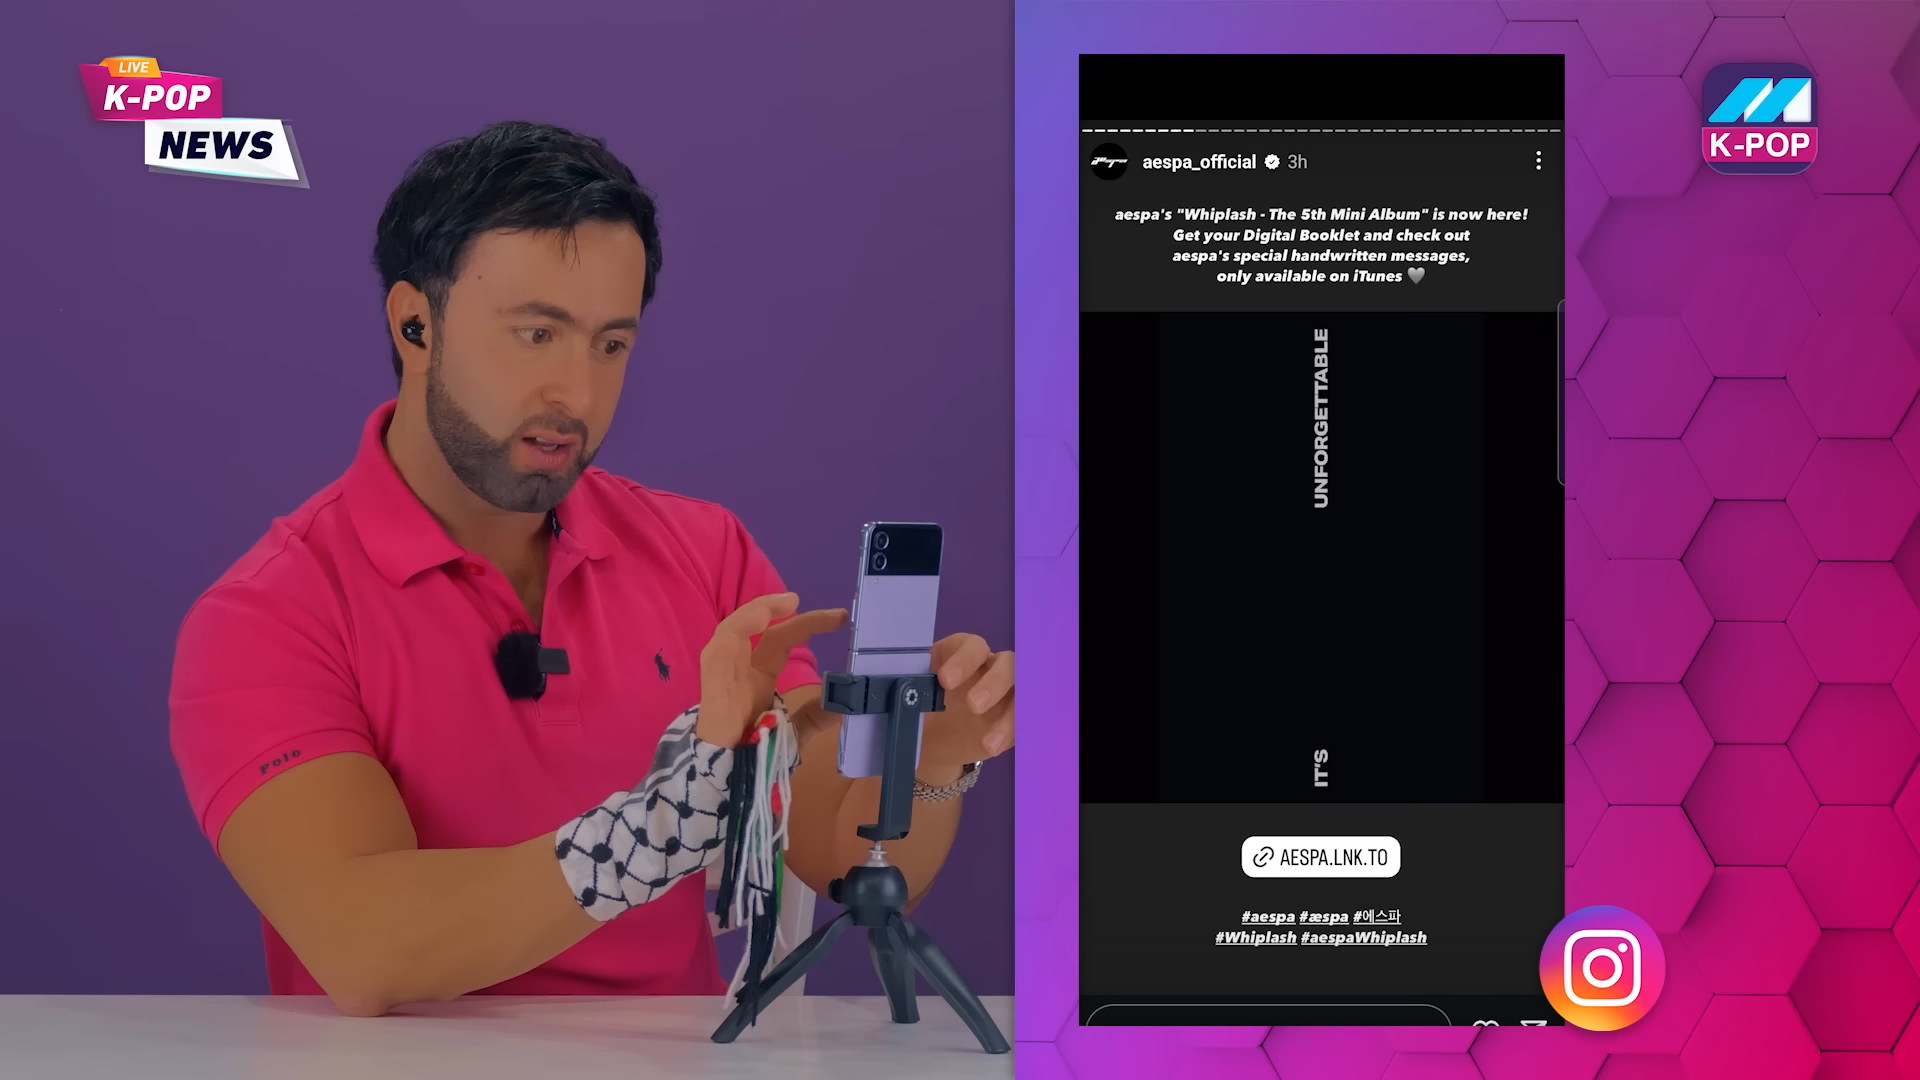 LIVE
K-POP
NEWS
Polo
aespa_official 3h
aespa's "Whiplash - The 5th Mini Album" is now here!
Get your Digital Booklet and check out
aespa's special handwritten messages,
only available on iTunes 🩶
UNFORGETTABLE
IT'S
AESPA.LNK.TO
#aespa #æspa #에스파
#Whiplash #aespaWhiplash
K-POP